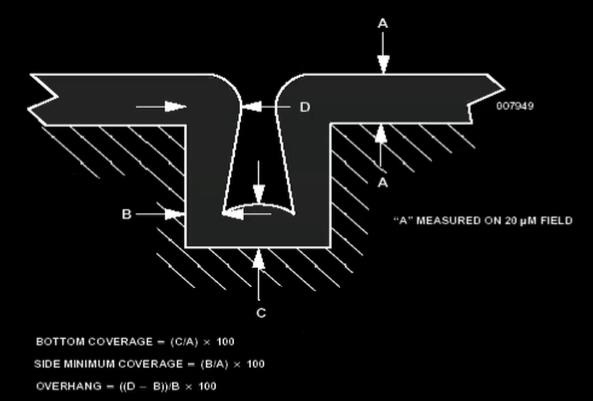 A
D
007949
A
B
"A" MEASURED ON 20 µM FIELD
C
BOTTOM COVERAGE = (C/A) × 100
SIDE MINIMUM COVERAGE = (B/A) × 100
OVERHANG = ((D – B))/B × 100